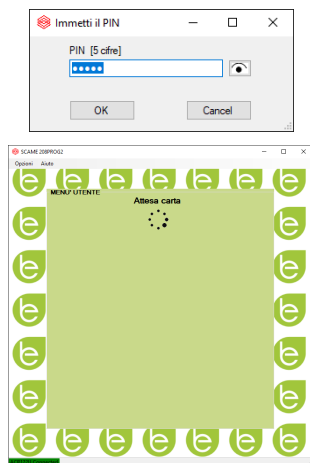 Immetti il PIN
PIN [5 cifre]
OK
Cancel
SCAME 208PROG2
Opzioni Aiuto
MENU' UTENTE
Attesa carta